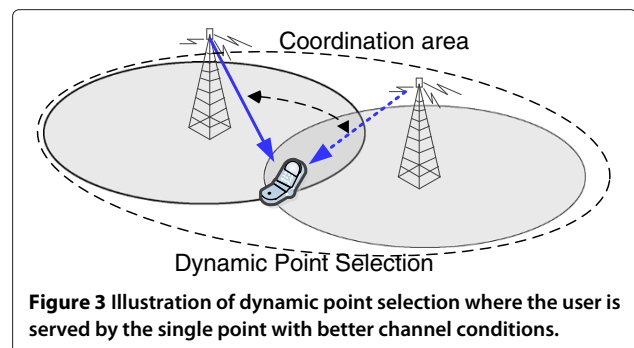 Coordination area
Dynamic Point Selection
Figure 3 Illustration of dynamic point selection where the user is
served by the single point with better channel conditions.